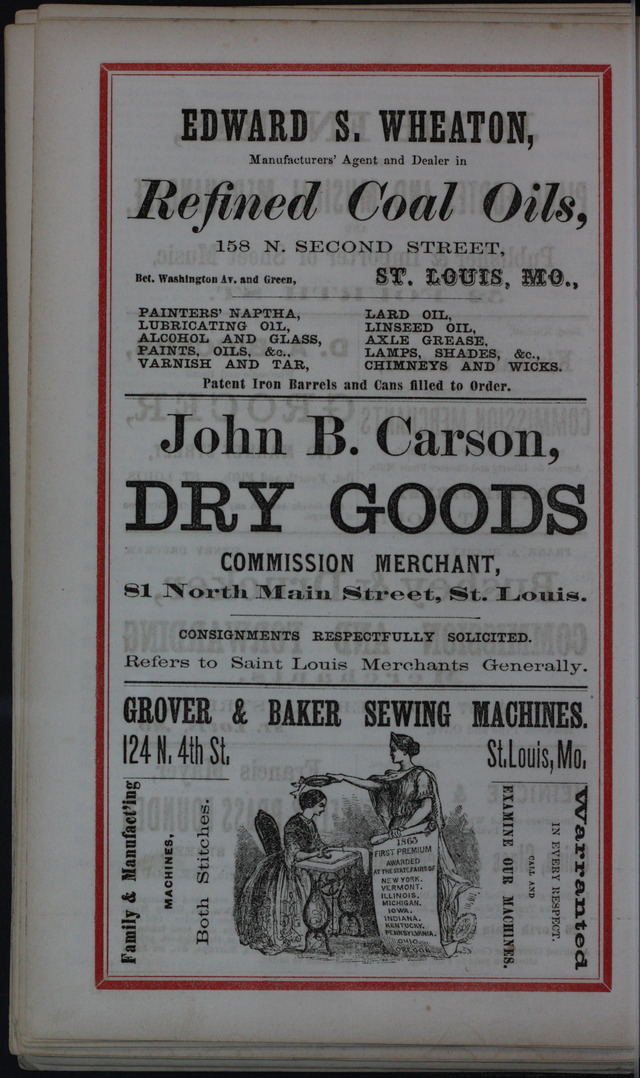 EDWARD S. WHEATON,
Manufacturers' Agent and Dealer in
Refined Coal Oils,
158 N. SECOND STREET,
Bet. Washington Av. and Green, ST. LOUIS, MO.,
PAINTERS' NAPTHA,
LUBRICATING OIL,
ALCOHOL AND GLASS,
PAINTS, OILS, &c.,
VARNISH AND TAR,
LARD OIL,
LINSEED OIL,
AXLE GREASE,
LAMPS, SHADES, &c.,
CHIMNEYS AND WICKS.
Patent Iron Barrels and Cans filled to Order.
John B. Carson,
DRY GOODS
COMMISSION MERCHANT,
81 North Main Street, St. Louis.
CONSIGNMENTS RESPECTFULLY SOLICITED.
Refers to Saint Louis Merchants Generally.
GROVER & BAKER SEWING MACHINES.
124 N. 4th St. St. Louis, Mo.
Family & Manufact'ing
MACHINES,
Both Stitches.
1863
FIRST PREMIUM
AWARDED
AT THE STATE FAIRS OF
NEW YORK.
VERMONT.
ILLINOIS.
MICHIGAN.
IOWA.
INDIANA.
KENTUCKY.
PENNSYLVANIA.
OHIO.
OREGON.
Warranted
IN EVERY RESPECT.
CALL AND
EXAMINE OUR MACHINES.